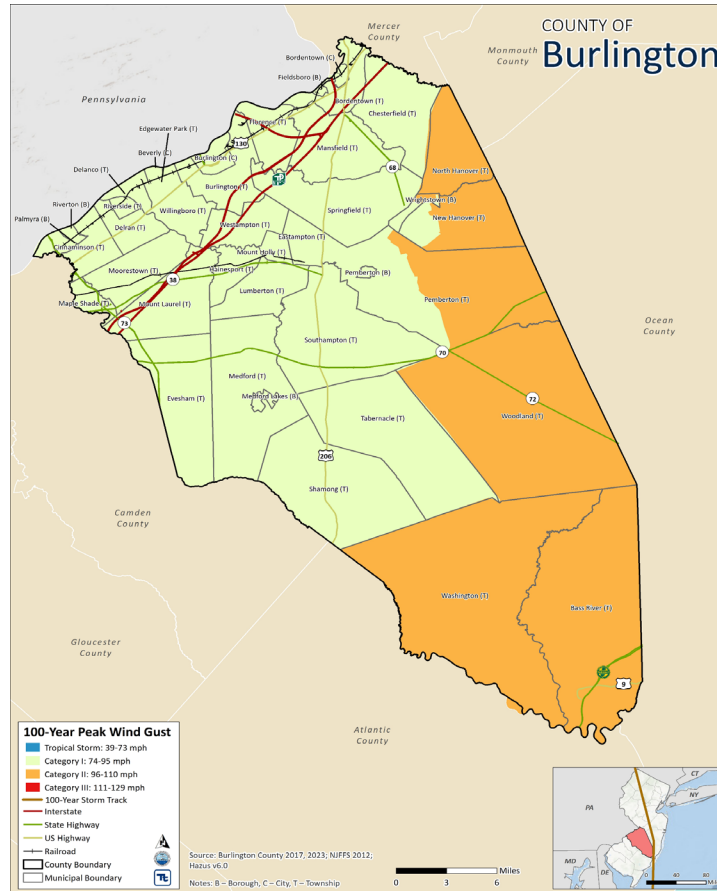 COUNTY OF
Burlington
Mercer
County
Monmouth
County
Bordentown (C)
Fieldsboro (B)
Pennsylvania
Bordentown (T)
Chesterfield (T)
Edgewater Park (T)
Florence (T)
Beverly (C)
130
Mansfield (T)
Delanco (T)
Burlington (C)
68
North Hanover (T)
Riverton (B)
Riverside (T)
Burlington (T)
Wrightstown (B)
Palmyra (B)
Willingboro (T)
Springfield (T)
New Hanover (T)
Delran (T)
Westampton (T)
Eastampton (T)
Cinnaminson (T)
Mount Holly (T)
Moorestown (T)
Hainesport (T)
Pemberton (B)
38
Lumberton (T)
Pemberton (T)
Maple Shade (T)
Mount Laurel (T)
Ocean
County
73
Southampton (T)
70
Medford (T)
Evesham (T)
Medford Lakes (B)
72
Tabernacle (T)
Woodland (T)
206
Shamong (T)
Camden
County
Washington (T)
Bass River (T)
Gloucester
County
9
Atlantic
County
100-Year Peak Wind Gust
Tropical Storm: 39-73 mph
Category I: 74-95 mph
Category II: 96-110 mph
Category III: 111-129 mph
100-Year Storm Track
Interstate
State Highway
US Highway
Railroad
County Boundary
Municipal Boundary
Source: Burlington County 2017, 2023; NJFFS 2012;
Hazus v6.0
Notes: B – Borough, C – City, T – Township
Miles
0 3 6
CT
NY
PA
MD
DE
0 40 80